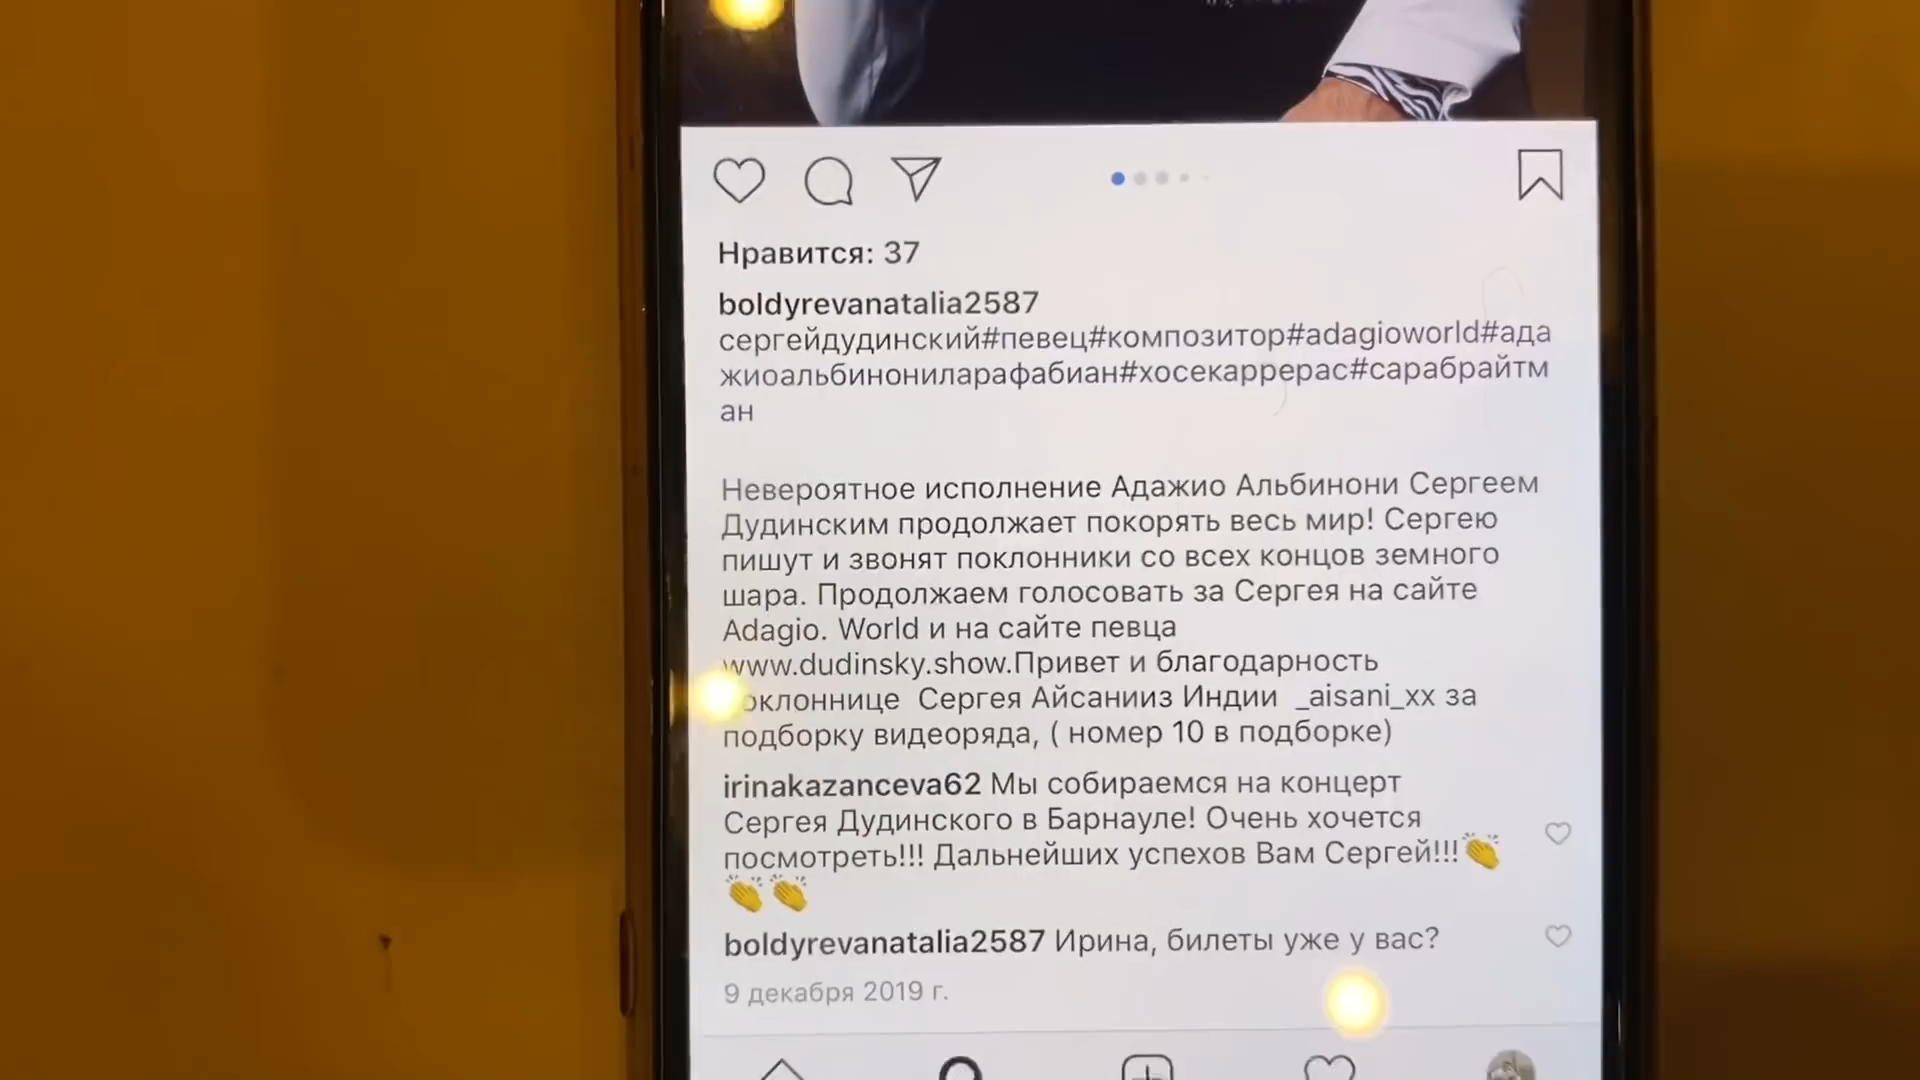 Нравится: 37
boldyrevanatalia2587
сергейдудинский#певец#композитор#adagioworld#ада
жиоальбинониларафабиан#хосекаррерас#сарабрайтм
ан
Невероятное исполнение Адажио Альбинони Сергеем
Дудинским продолжает покорять весь мир! Сергею
пишут и звонят поклонники со всех концов земного
шара. Продолжаем голосовать за Сергея на сайте
Adagio. World и на сайте певца
www.dudinsky.show.Привет и благодарность
оклоннице Сергея Айсанииз Индии _aisani_xx за
подборку видеоряда, ( номер 10 в подборке)
irinakazanceva62 Мы собираемся на концерт
Сергея Дудинского в Барнауле! Очень хочется
посмотреть!!! Дальнейших успехов Вам Сергей!!!👏
👏👏
boldyrevanatalia2587 Ирина, билеты уже у вас?
9 декабря 2019 г.